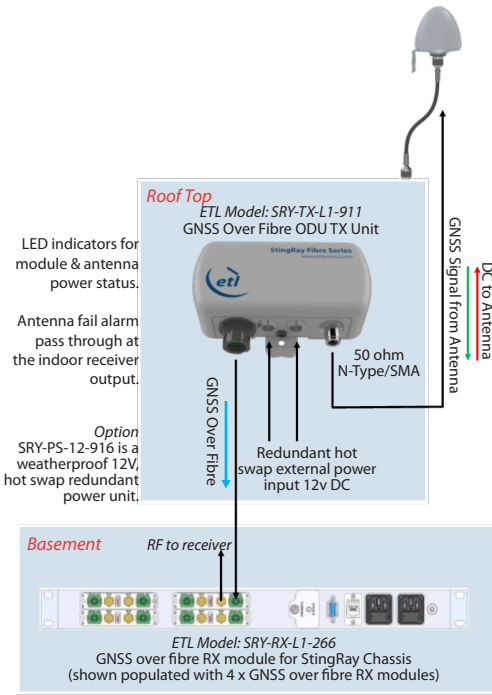 Roof Top
ETL Model: SRY-TX-L1-911
GNSS Over Fibre ODU TX Unit
LED indicators for
module & antenna
power status.
Antenna fail alarm
pass through at
the indoor receiver
output.
Option
SRY-PS-12-916 is a
weatherproof 12V,
hot swap redundant
power unit.
StingRay Fibre Series
etl
50 ohm
N-Type/SMA
GNSS Over Fibre
Redundant hot
swap external power
input 12v DC
GNSS Signal from Antenna
DC to Antenna
Basement
RF to receiver
ETL Model: SRY-RX-L1-266
GNSS over fibre RX module for StingRay Chassis
(shown populated with 4 x GNSS over fibre RX modules)